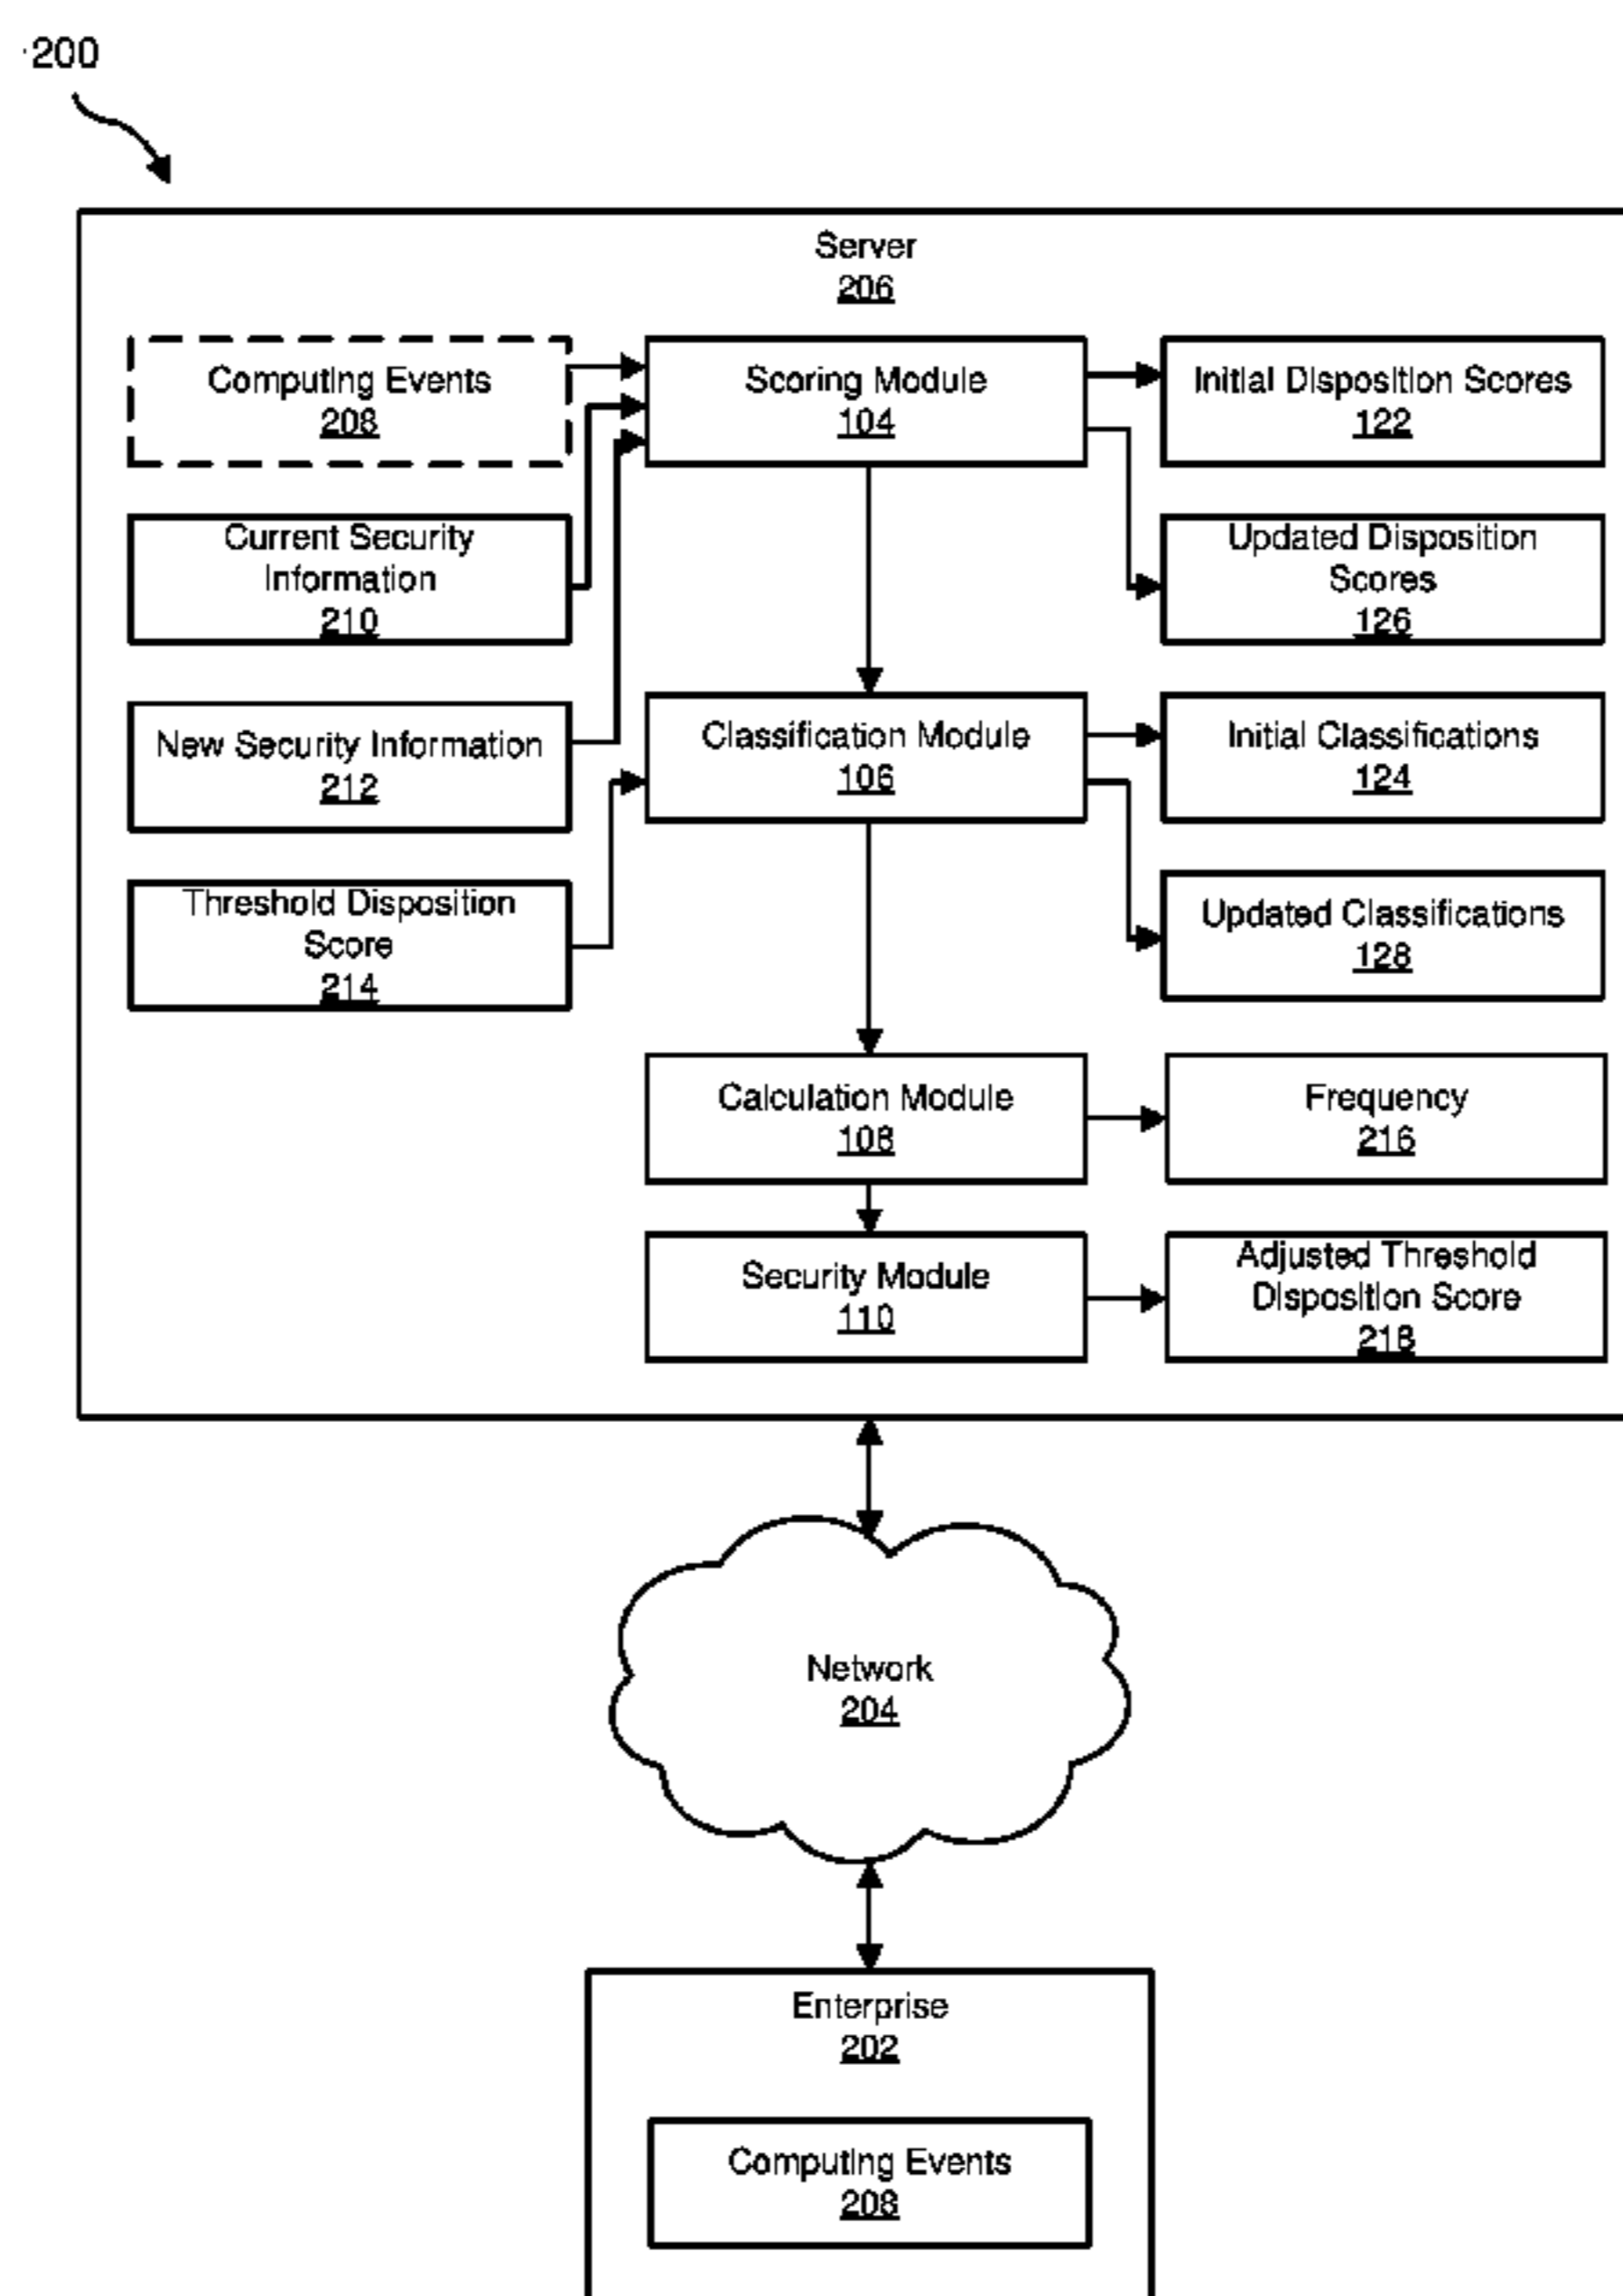 200
Server
206
Computing Events
208
Scoring Module
104
Initial Disposition Scores
122
Current Security
Information
210
Updated Disposition
Scores
126
New Security Information
212
Classification Module
106
Initial Classifications
124
Threshold Disposition
Score
214
Updated Classifications
128
Calculation Module
108
Frequency
216
Security Module
110
Adjusted Threshold
Disposition Score
218
Network
204
Enterprise
202
Computing Events
208